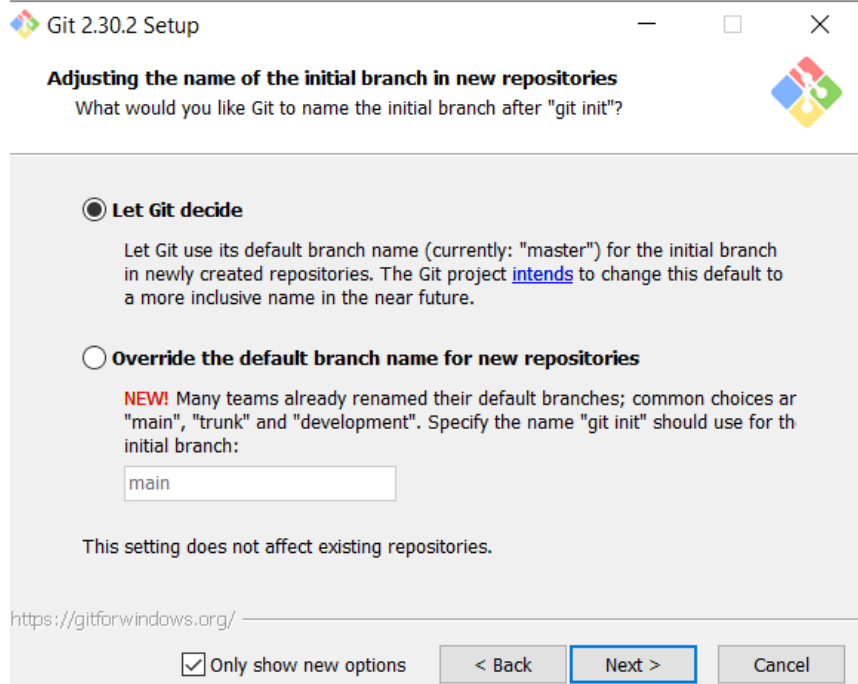 Git 2.30.2 Setup
Adjusting the name of the initial branch in new repositories
What would you like Git to name the initial branch after "git init"?
Let Git decide
Let Git use its default branch name (currently: "master") for the initial branch
in newly created repositories. The Git project intends to change this default to
a more inclusive name in the near future.
Override the default branch name for new repositories
NEW! Many teams already renamed their default branches; common choices ar
"main", "trunk" and "development". Specify the name "git init" should use for th
initial branch:
main
This setting does not affect existing repositories.
https://gitforwindows.org/
Only show new options
< Back
Next >
Cancel